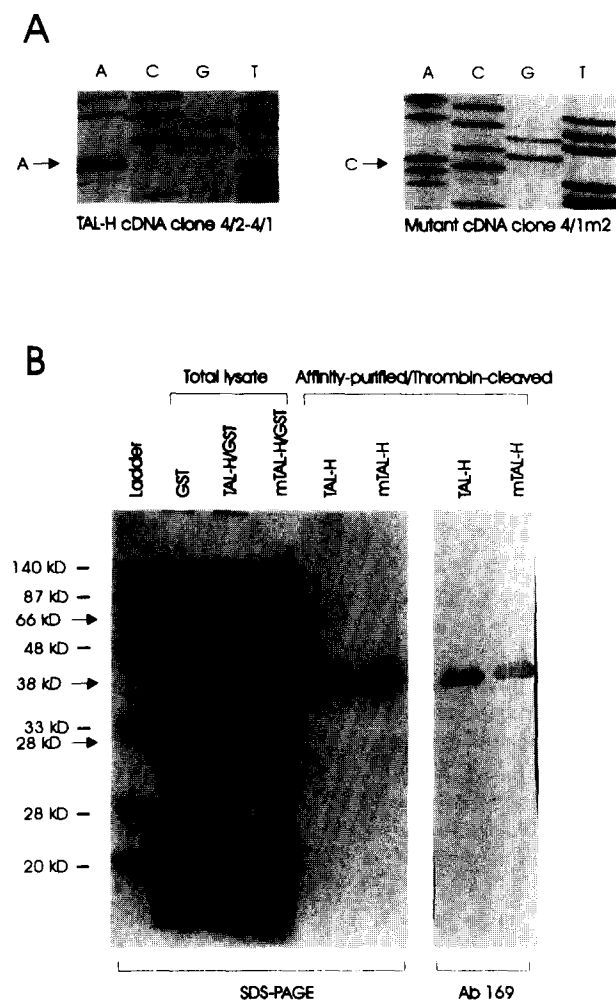 A
A C G T
A C G T
A →
C →
TAL-H cDNA clone 4/2-4/1
Mutant cDNA clone 4/1m2
B
Total lysate
Affinity-purified/Thrombin-cleaved
Ladder
GST
TAL-H/GST
mTAL-H/GST
TAL-H
mTAL-H
TAL-H
mTAL-H
140 kD –
87 kD –
66 kD →
48 kD –
38 kD →
33 kD –
28 kD →
28 kD –
20 kD –
SDS-PAGE
Ab 169